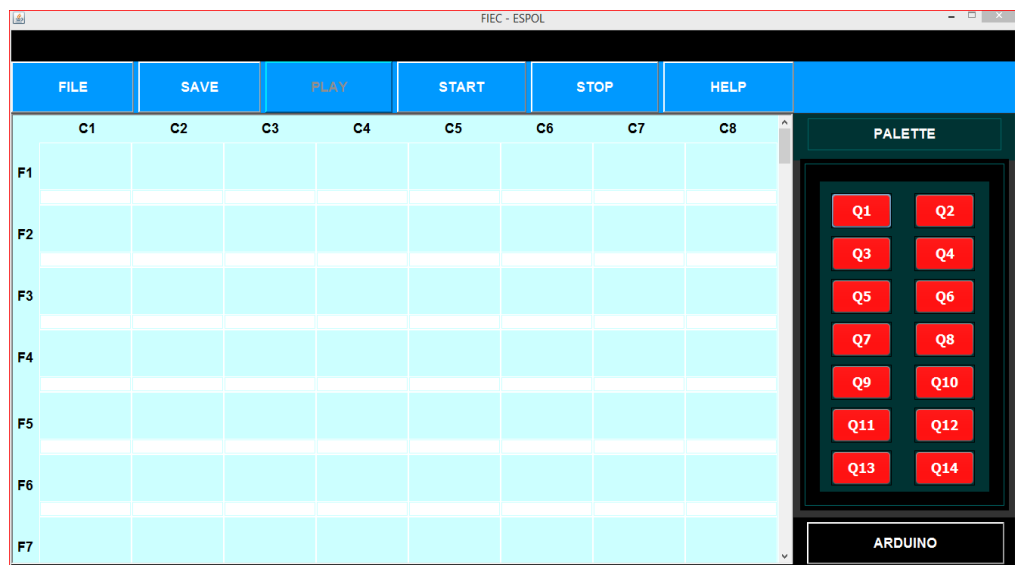 FIEC - ESPOL
FILE SAVE PLAY START STOP HELP
C1 C2 C3 C4 C5 C6 C7 C8
PALETTE
F1
Q1 Q2
F2
Q3 Q4
F3
Q5 Q6
F4
Q7 Q8
Q9 Q10
F5
Q11 Q12
F6
Q13 Q14
F7
ARDUINO